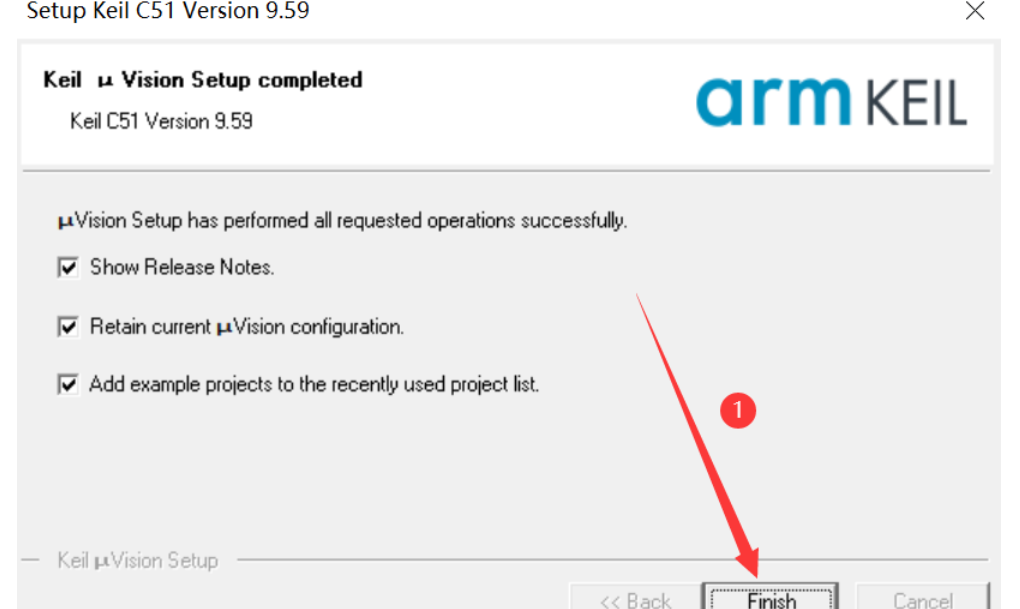 Setup Keil C51 Version 9.59
Keil μ Vision Setup completed
Keil C51 Version 9.59
arm KEIL
μVision Setup has performed all requested operations successfully.
Show Release Notes.
Retain current μVision configuration.
Add example projects to the recently used project list.
1
Keil μVision Setup
<< Back
Finish
Cancel